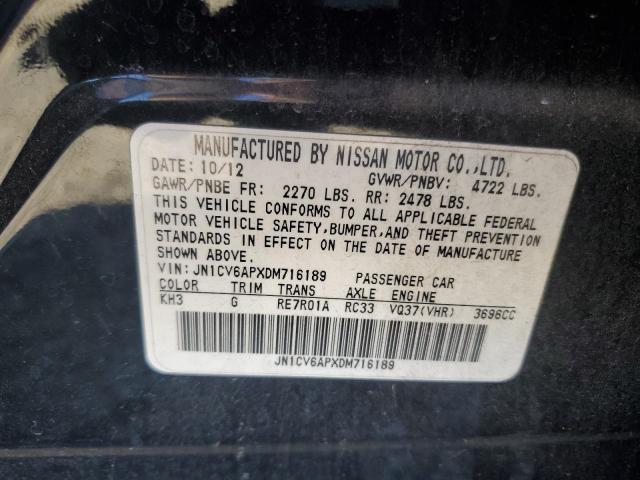 MANUFACTURED BY NISSAN MOTOR CO.,LTD.
DATE: 10/12 GVWR/PNBV: 4722 LBS.
GAWR/PNBE FR: 2270 LBS. RR: 2478 LBS.
THIS VEHICLE CONFORMS TO ALL APPLICABLE FEDERAL
MOTOR VEHICLE SAFETY,BUMPER,AND THEFT PREVENTION
STANDARDS IN EFFECT ON THE DATE OF MANUFACTURE
SHOWN ABOVE.
VIN: JN1CV6APXDM716189 PASSENGER CAR
COLOR TRIM TRANS AXLE ENGINE
KH3 G RE7R01A RC33 VQ37(VHR) 3696CC
JN1CV6APXDM716189